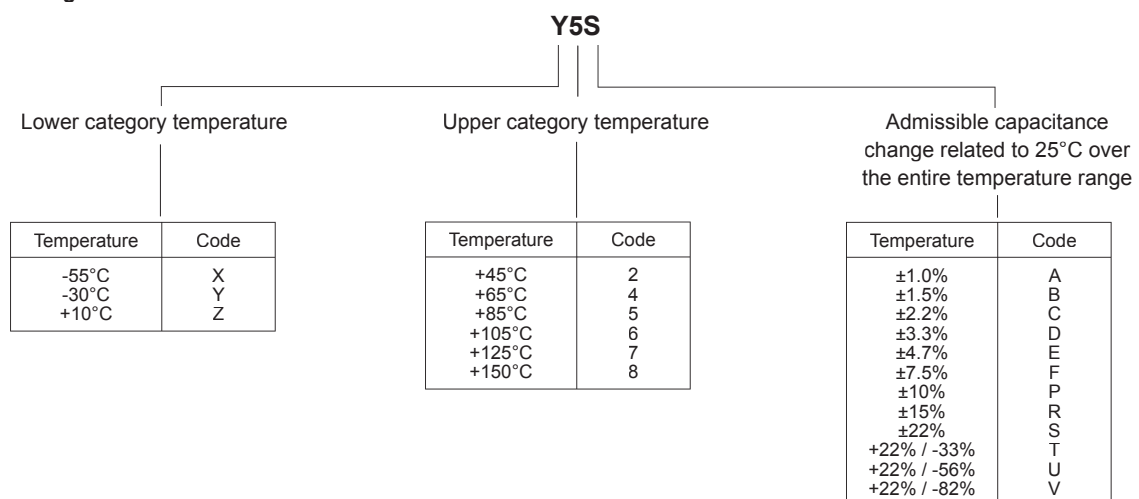 Y5S
Lower category temperature
Upper category temperature
Admissible capacitance
change related to 25°C over
the entire temperature range
Temperature Code
-55°C X
-30°C Y
+10°C Z
Temperature Code
+45°C 2
+65°C 4
+85°C 5
+105°C 6
+125°C 7
+150°C 8
Temperature Code
±1.0% A
±1.5% B
±2.2% C
±3.3% D
±4.7% E
±7.5% F
±10% P
±15% R
±22% S
+22% / -33% T
+22% / -56% U
+22% / -82% V